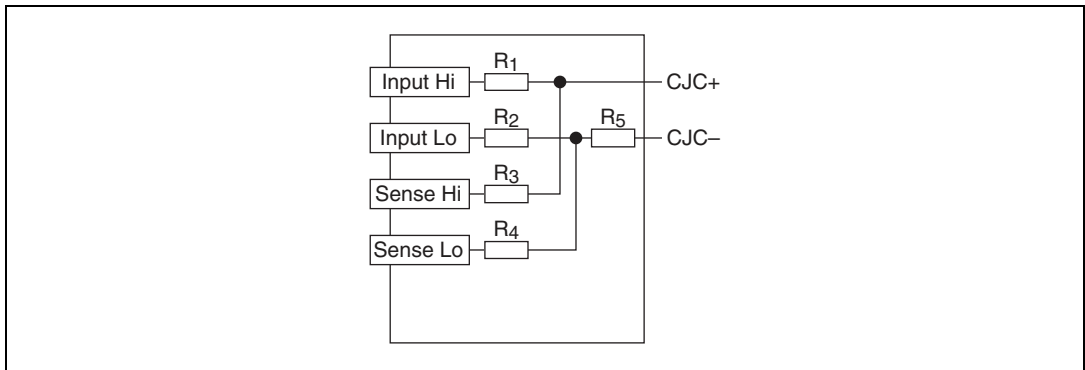 Input Hi R1 CJC+
Input Lo R2 R5 CJC–
Sense Hi R3
Sense Lo R4